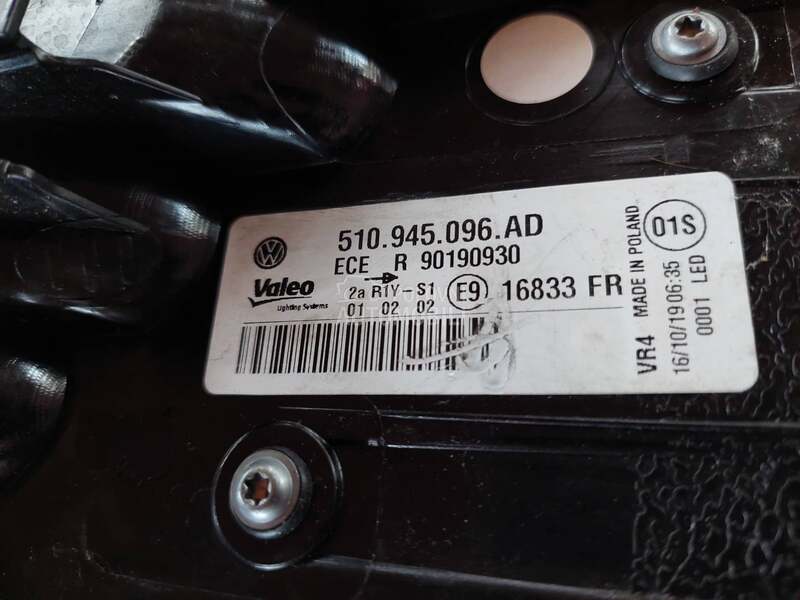 510.945.096.AD
ECE R 90190930
Valeo
Lighting Systems
2a R1Y-S1
01 02 02
E9 16833 FR
VR4 MADE IN POLAND
16/10/19 06:35
0001 LED
01S